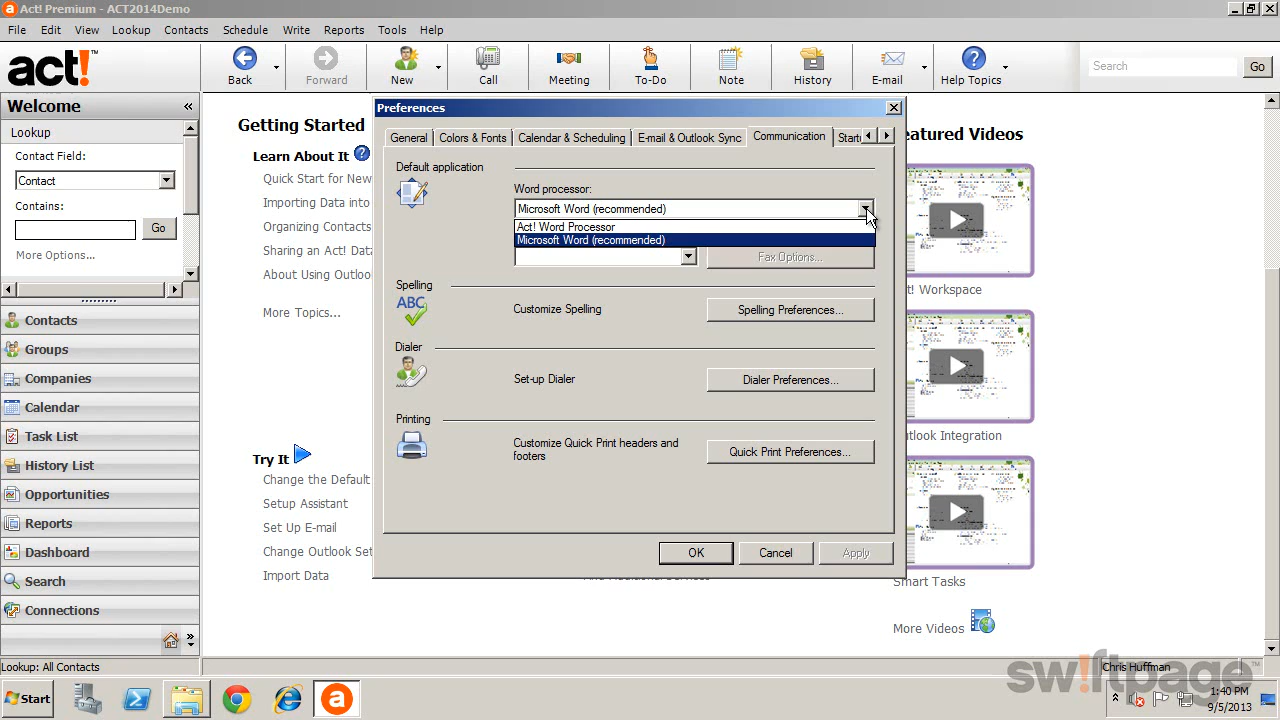 Act! Premium - ACT2014Demo
File Edit View Lookup Contacts Schedule Write Reports Tools Help
act!™
Back
Forward
New
Call
Meeting
To-Do
Note
History
E-mail
Help Topics
Search
Go
Welcome «
Lookup
Contact Field:
Contact
Contains:
Go
More Options...
Contacts
Groups
Companies
Calendar
Task List
History List
Opportunities
Reports
Dashboard
Search
Connections
Lookup: All Contacts
Getting Started
Learn About It
Quick Start for New
Importing Data into
Creating Contacts
Sharing an Act! Data
About Using Outloo
More Topics...
Try It
Change the Default
Setup Assistant
Set Up E-mail
Change Outlook Set
Import Data
Preferences
General
Colors & Fonts
Calendar & Scheduling
E-mail & Outlook Sync
Communication
Start
Default application
Word processor:
Microsoft Word (recommended)
Act! Word Processor
Microsoft Word (recommended)
Fax Options...
Spelling
ABC
Customize Spelling
Spelling Preferences...
Dialer
Set-up Dialer
Dialer Preferences...
Printing
Customize Quick Print headers and
footers
Quick Print Preferences...
OK
Cancel
Apply
eatured Videos
ct! Workspace
utlook Integration
Smart Tasks
More Videos
sw!ftpage™
Chris Huffman
Start
1:40 PM
9/5/2013